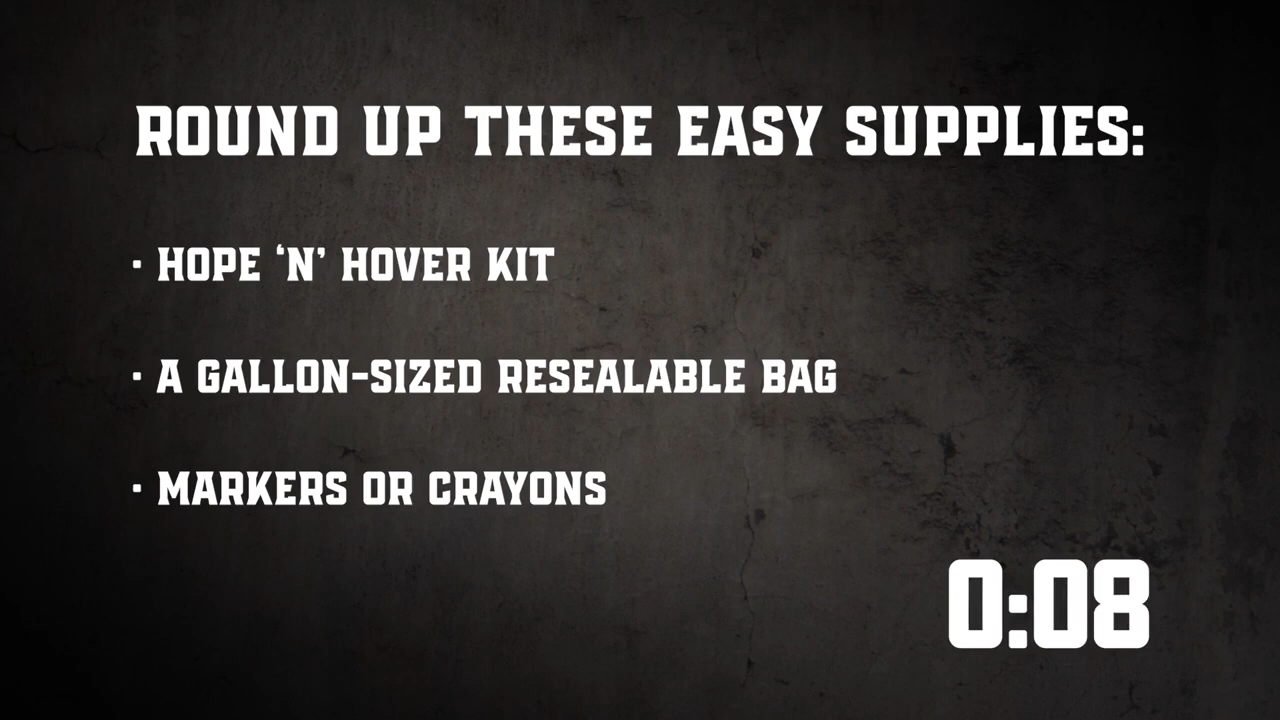 ROUND UP THESE EASY SUPPLIES:
· HOPE ‘N’ HOVER KIT
· A GALLON-SIZED RESEALABLE BAG
· MARKERS OR CRAYONS
0:08